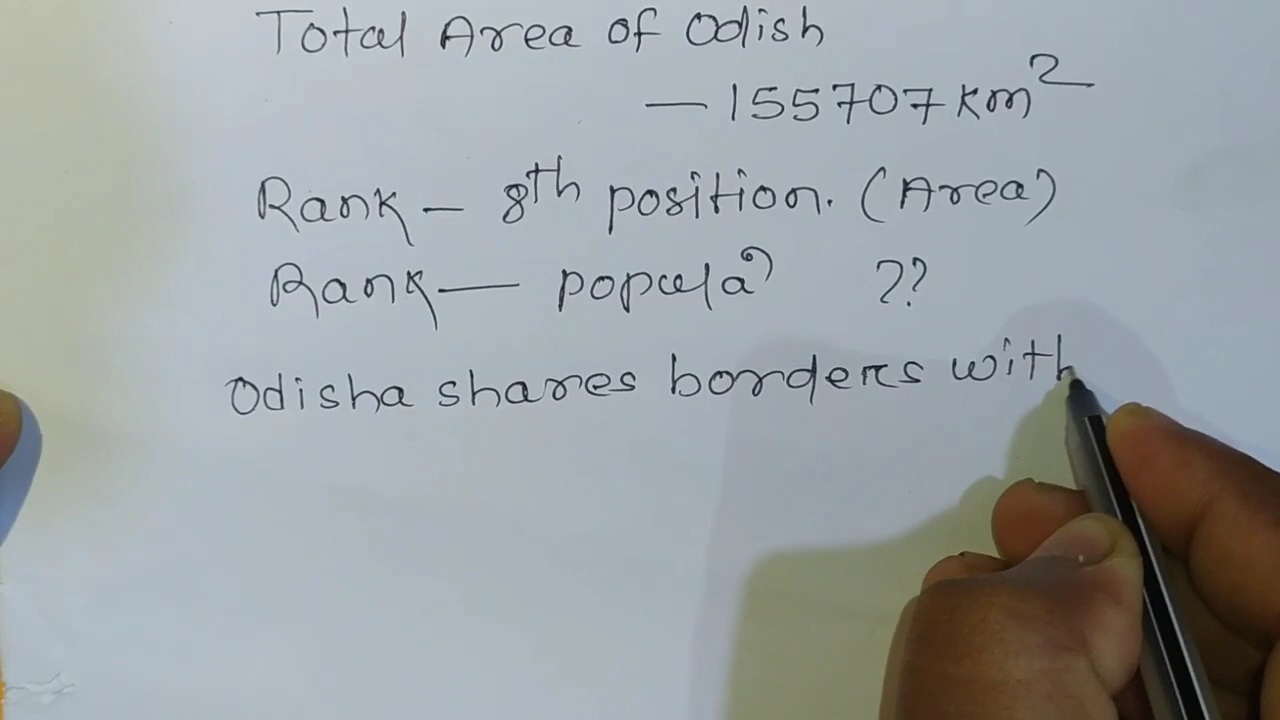 Total Area of Odish
— 155707 km²
Rank – 8th position. (Area)
Rank — popula ??
Odisha shares borders with